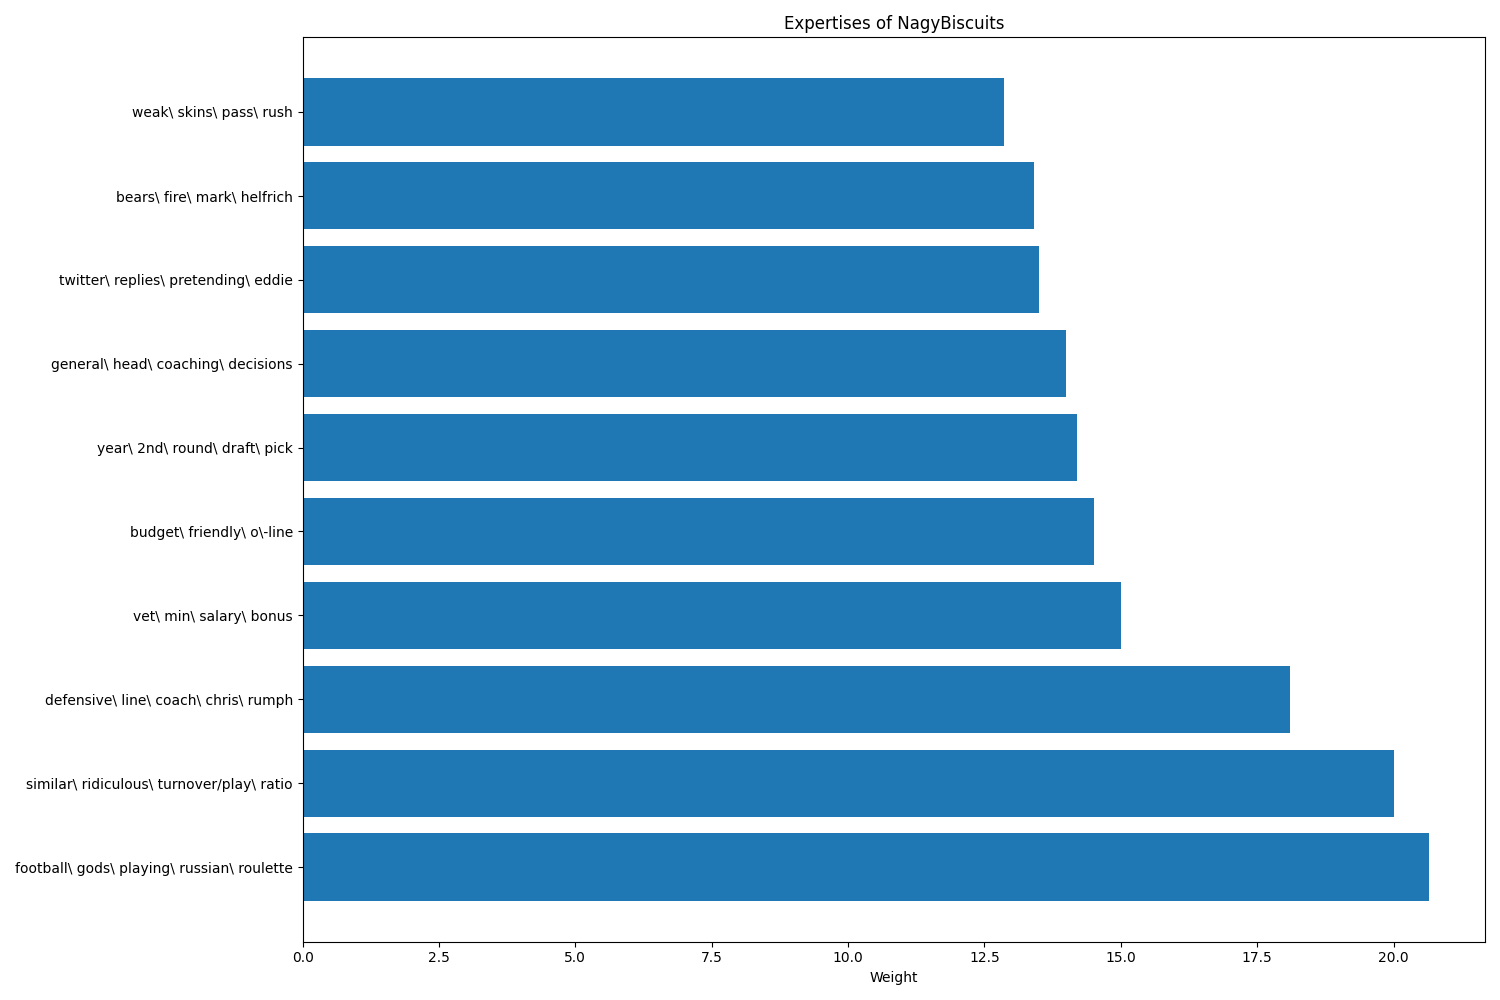 Expertises of NagyBiscuits
weak\ skins\ pass\ rush
bears\ fire\ mark\ helfrich
twitter\ replies\ pretending\ eddie
general\ head\ coaching\ decisions
year\ 2nd\ round\ draft\ pick
budget\ friendly\ o\-line
vet\ min\ salary\ bonus
defensive\ line\ coach\ chris\ rumph
similar\ ridiculous\ turnover/play\ ratio
football\ gods\ playing\ russian\ roulette
0.0 2.5 5.0 7.5 10.0 12.5 15.0 17.5 20.0
Weight